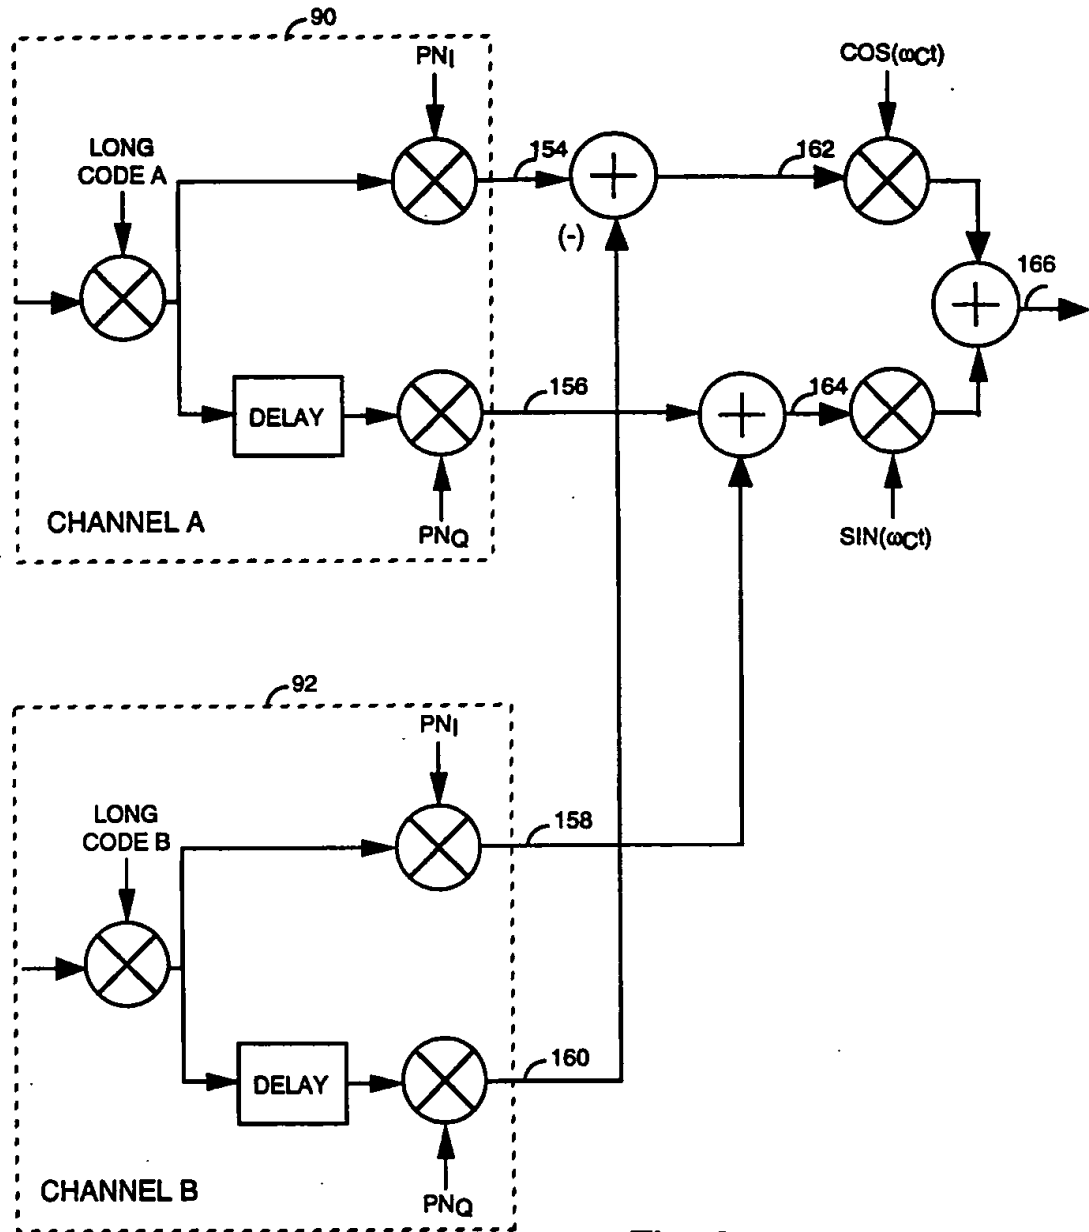 90
PNI
COS(ωCt)
LONG
CODE A
154
162
(-)
166
DELAY
156
164
CHANNEL A
PNQ
SIN(ωCt)
92
PNI
LONG
CODE B
158
DELAY
160
CHANNEL B
PNQ